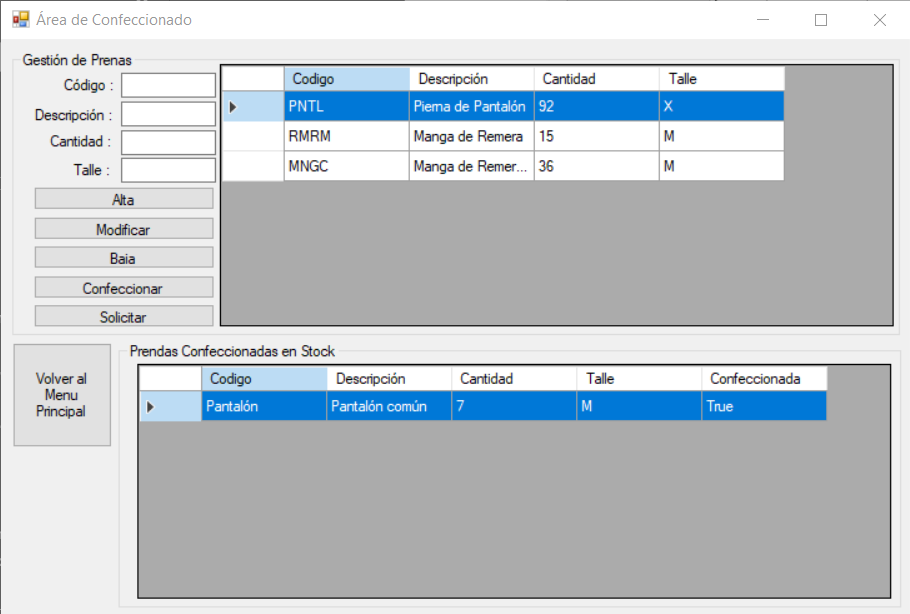 Área de Confeccionado
Gestión de Prenas
Código :
Descripción :
Cantidad :
Talle :
Alta
Modificar
Baja
Confeccionar
Solicitar
Codigo Descripción Cantidad Talle
PNTL Pierna de Pantalón 92 X
RMRM Manga de Remera 15 M
MNGC Manga de Remer... 36 M
Volver al
Menu
Principal
Prendas Confeccionadas en Stock
Codigo Descripción Cantidad Talle Confeccionada
Pantalón Pantalón común 7 M True